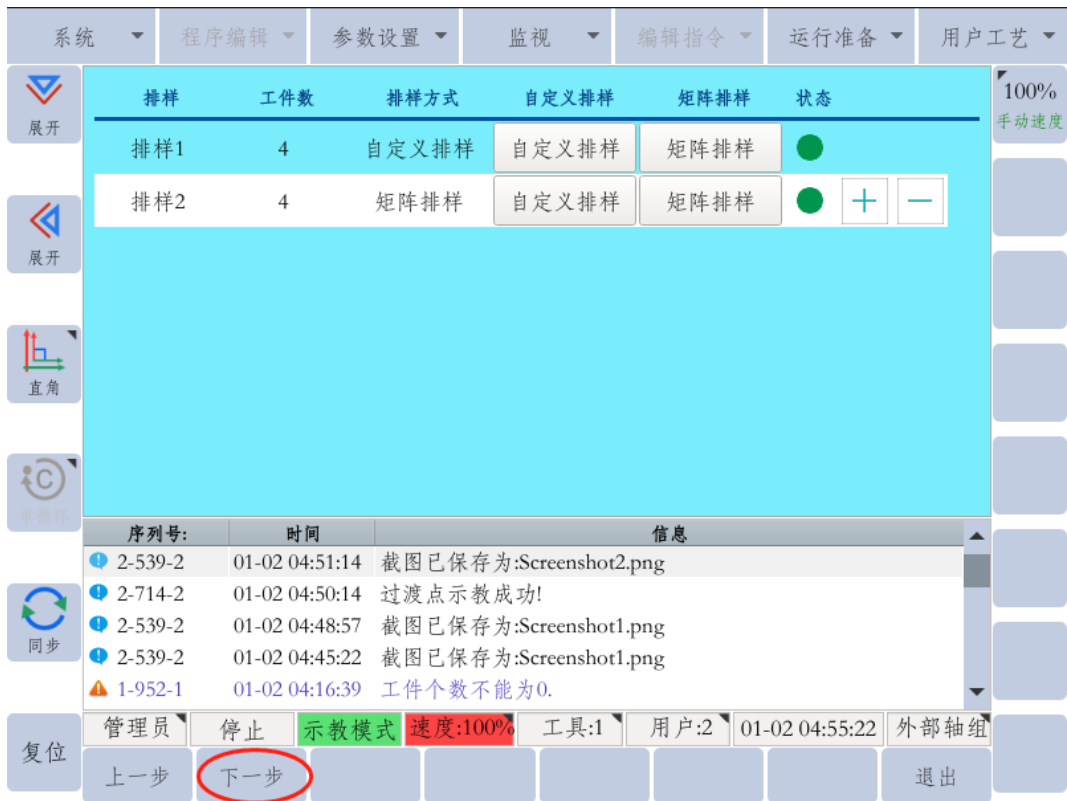 系统 程序编辑 参数设置 监视 编辑指令 运行准备 用户工艺
展开
100%
手动速度
排样 工件数 排样方式 自定义排样 矩阵排样 状态
排样1 4 自定义排样 自定义排样 矩阵排样
排样2 4 矩阵排样 自定义排样 矩阵排样 + −
展开
直角
单循环
同步
序列号: 时间 信息
2-539-2 01-02 04:51:14 截图已保存为:Screenshot2.png
2-714-2 01-02 04:50:14 过渡点示教成功!
2-539-2 01-02 04:48:57 截图已保存为:Screenshot1.png
2-539-2 01-02 04:45:22 截图已保存为:Screenshot1.png
1-952-1 01-02 04:16:39 工件个数不能为0.
管理员 停止 示教模式 速度:100% 工具:1 用户:2 01-02 04:55:22 外部轴组
复位
上一步 下一步 退出